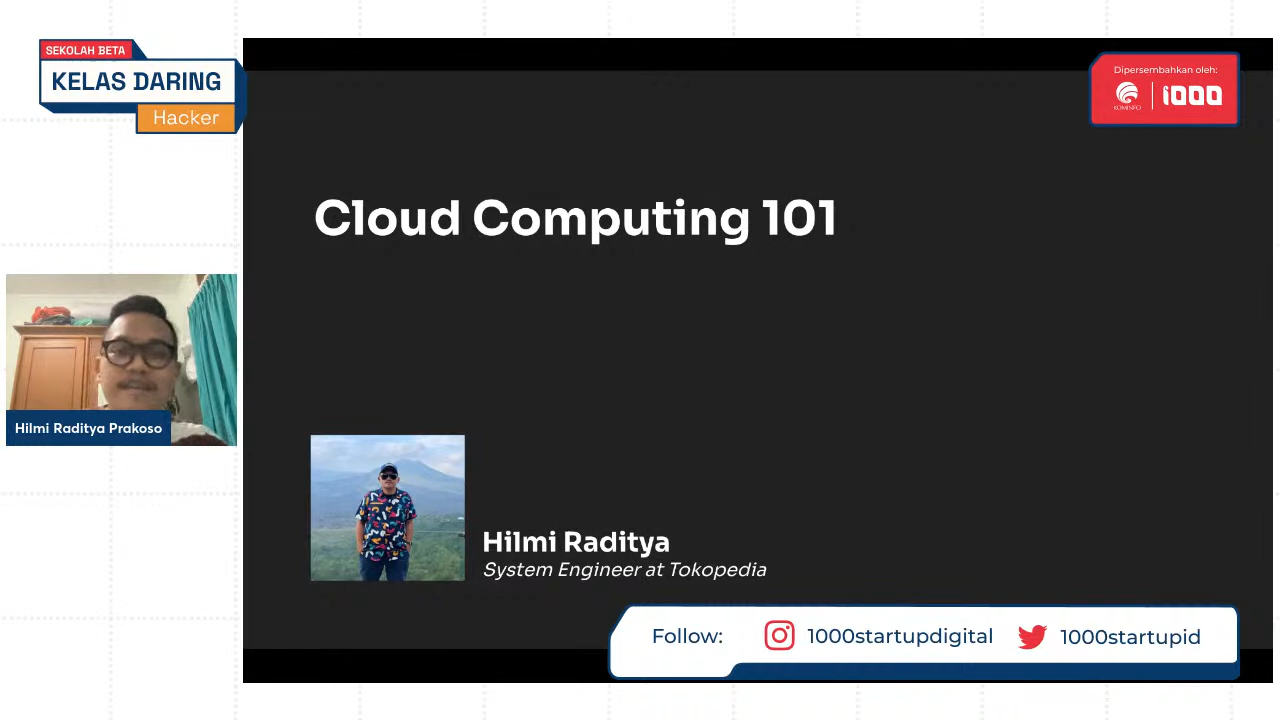 SEKOLAH BETA
KELAS DARING
Hacker
Dipersembahkan oleh:
KOMINFO
1000
Cloud Computing 101
Hilmi Raditya Prakoso
Hilmi Raditya
System Engineer at Tokopedia
Follow: 1000startupdigital 1000startupid